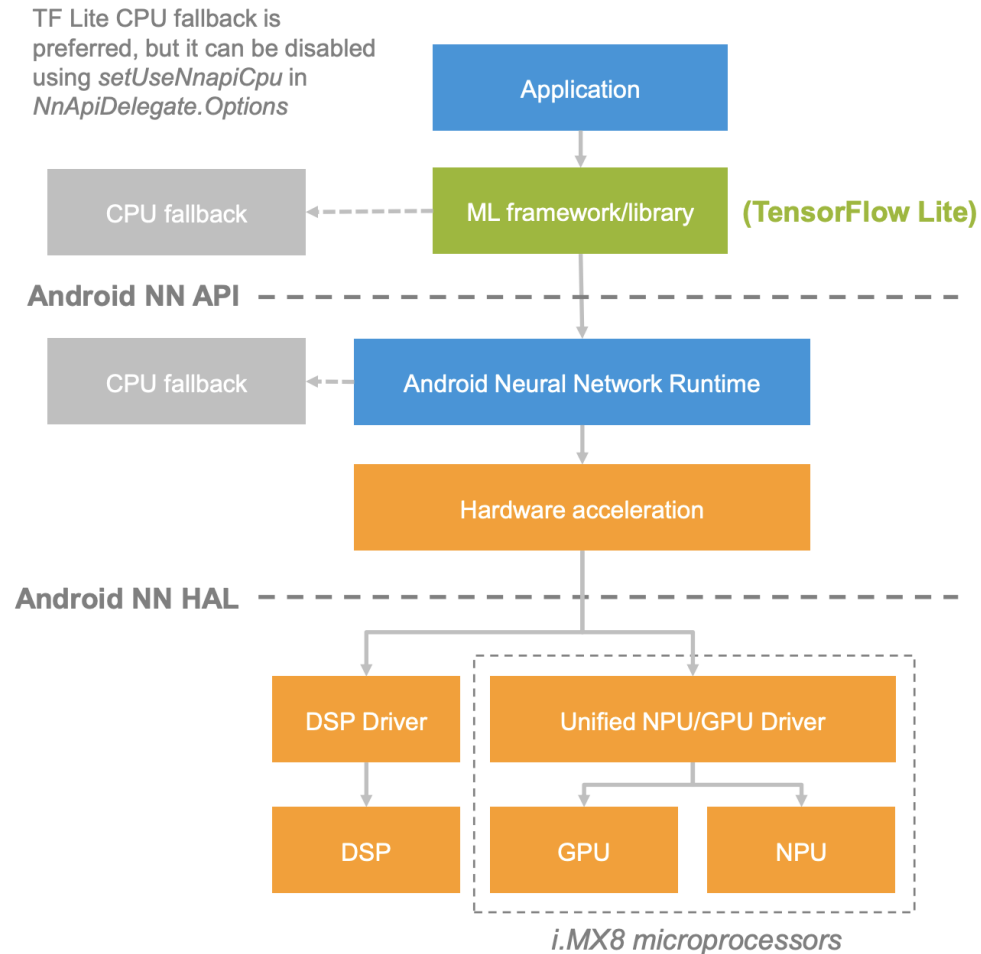 TF Lite CPU fallback is
preferred, but it can be disabled
using setUseNnapiCpu in
NnApiDelegate.Options
Application
CPU fallback
ML framework/library
(TensorFlow Lite)
Android NN API
CPU fallback
Android Neural Network Runtime
Hardware acceleration
Android NN HAL
DSP Driver
Unified NPU/GPU Driver
DSP
GPU
NPU
i.MX8 microprocessors